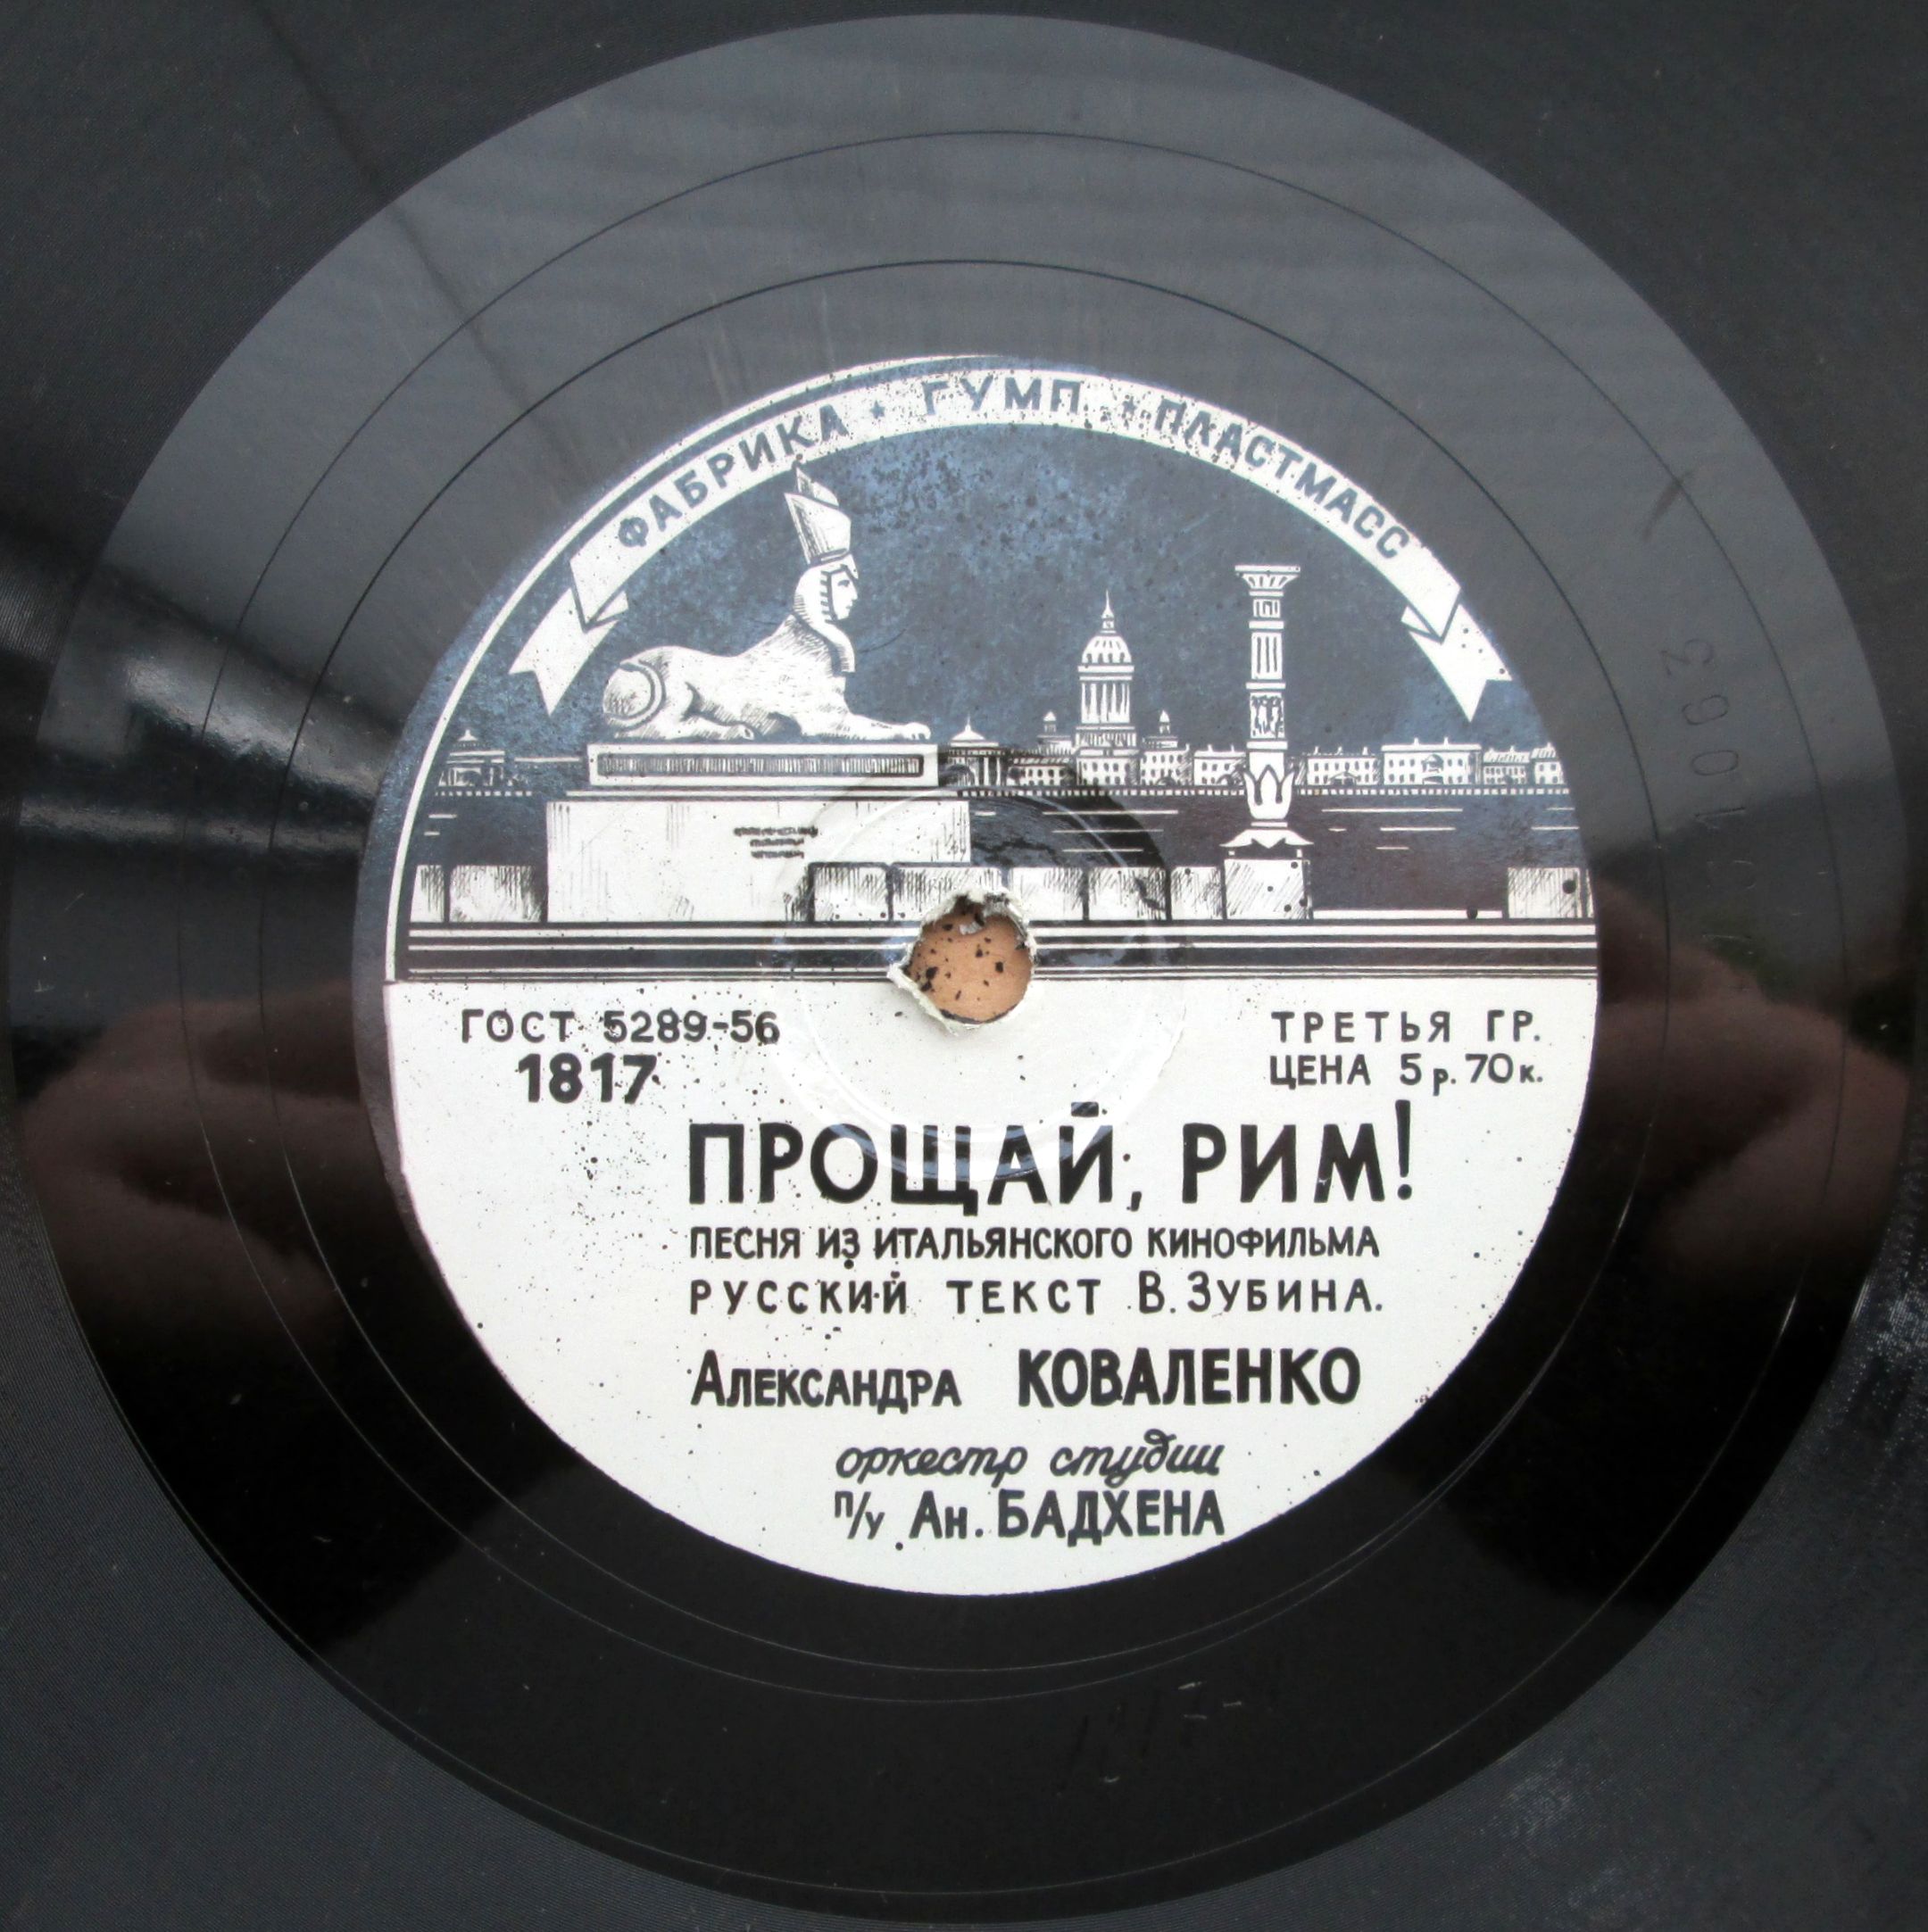 ФАБРИКА ★ ГУМП ★ ПЛАСТМАСС
ГОСТ 5289-56
1817
ТРЕТЬЯ ГР.
ЦЕНА 5 р. 70 к.
ПРОЩАЙ, РИМ!
ПЕСНЯ ИЗ ИТАЛЬЯНСКОГО КИНОФИЛЬМА
РУССКИЙ ТЕКСТ В. ЗУБИНА.
АЛЕКСАНДРА КОВАЛЕНКО
оркестр студии
п/у Ан. БАДХЕНА